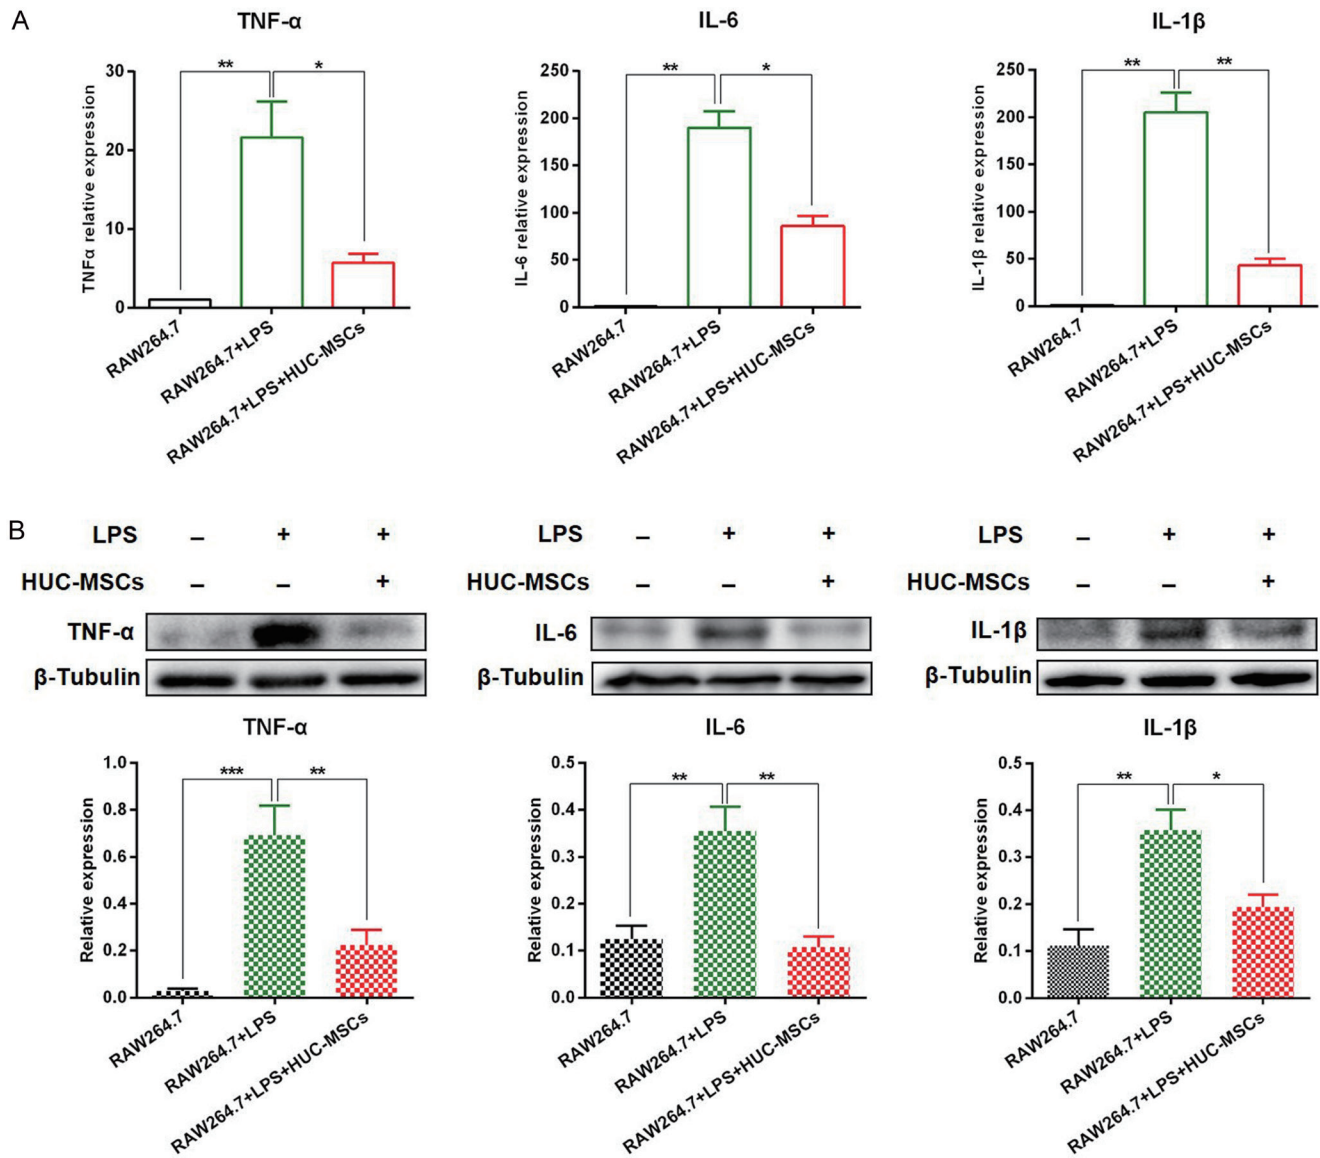 A
TNF-α
IL-6
IL-1β
TNFα relative expression
30
20
10
0
**
*
RAW264.7
RAW264.7+LPS
RAW264.7+LPS+HUC-MSCs
IL-6 relative expression
250
200
150
100
50
0
**
*
RAW264.7
RAW264.7+LPS
RAW264.7+LPS+HUC-MSCs
IL-1β relative expression
250
200
150
100
50
0
**
**
RAW264.7
RAW264.7+LPS
RAW264.7+LPS+HUC-MSCs
B
LPS – + +
HUC-MSCs – – +
TNF-α
β-Tubulin
LPS – + +
HUC-MSCs – – +
IL-6
β-Tubulin
LPS – + +
HUC-MSCs – – +
IL-1β
β-Tubulin
TNF-α
Relative expression
1.0
0.8
0.6
0.4
0.2
0.0
***
**
RAW264.7
RAW264.7+LPS
RAW264.7+LPS+HUC-MSCs
IL-6
Relative expression
0.5
0.4
0.3
0.2
0.1
0.0
**
**
RAW264.7
RAW264.7+LPS
RAW264.7+LPS+HUC-MSCs
IL-1β
Relative expression
0.5
0.4
0.3
0.2
0.1
0.0
**
*
RAW264.7
RAW264.7+LPS
RAW264.7+LPS+HUC-MSCs